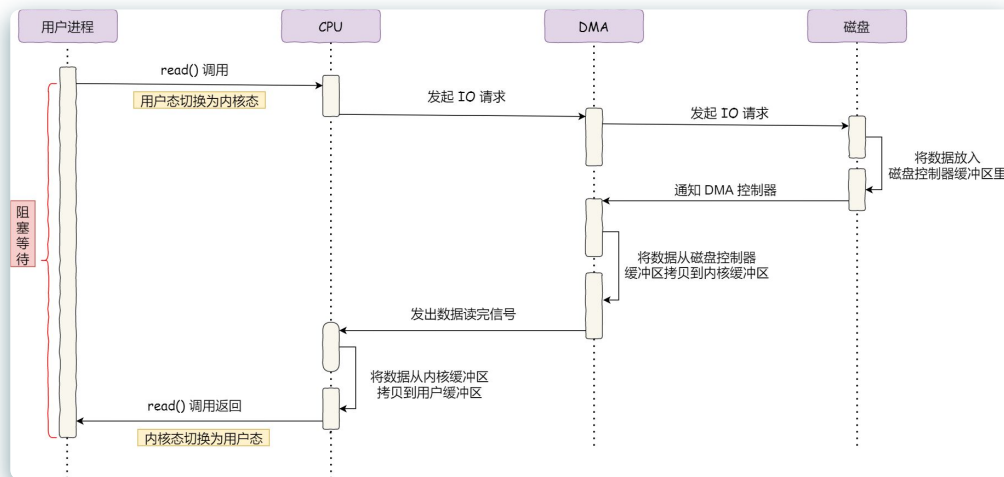 用户进程
CPU
DMA
磁盘
read() 调用
用户态切换为内核态
发起 IO 请求
发起 IO 请求
将数据放入
磁盘控制器缓冲区里
通知 DMA 控制器
阻塞等待
将数据从磁盘控制器
缓冲区拷贝到内核缓冲区
发出数据读完信号
将数据从内核缓冲区
拷贝到用户缓冲区
read() 调用返回
内核态切换为用户态